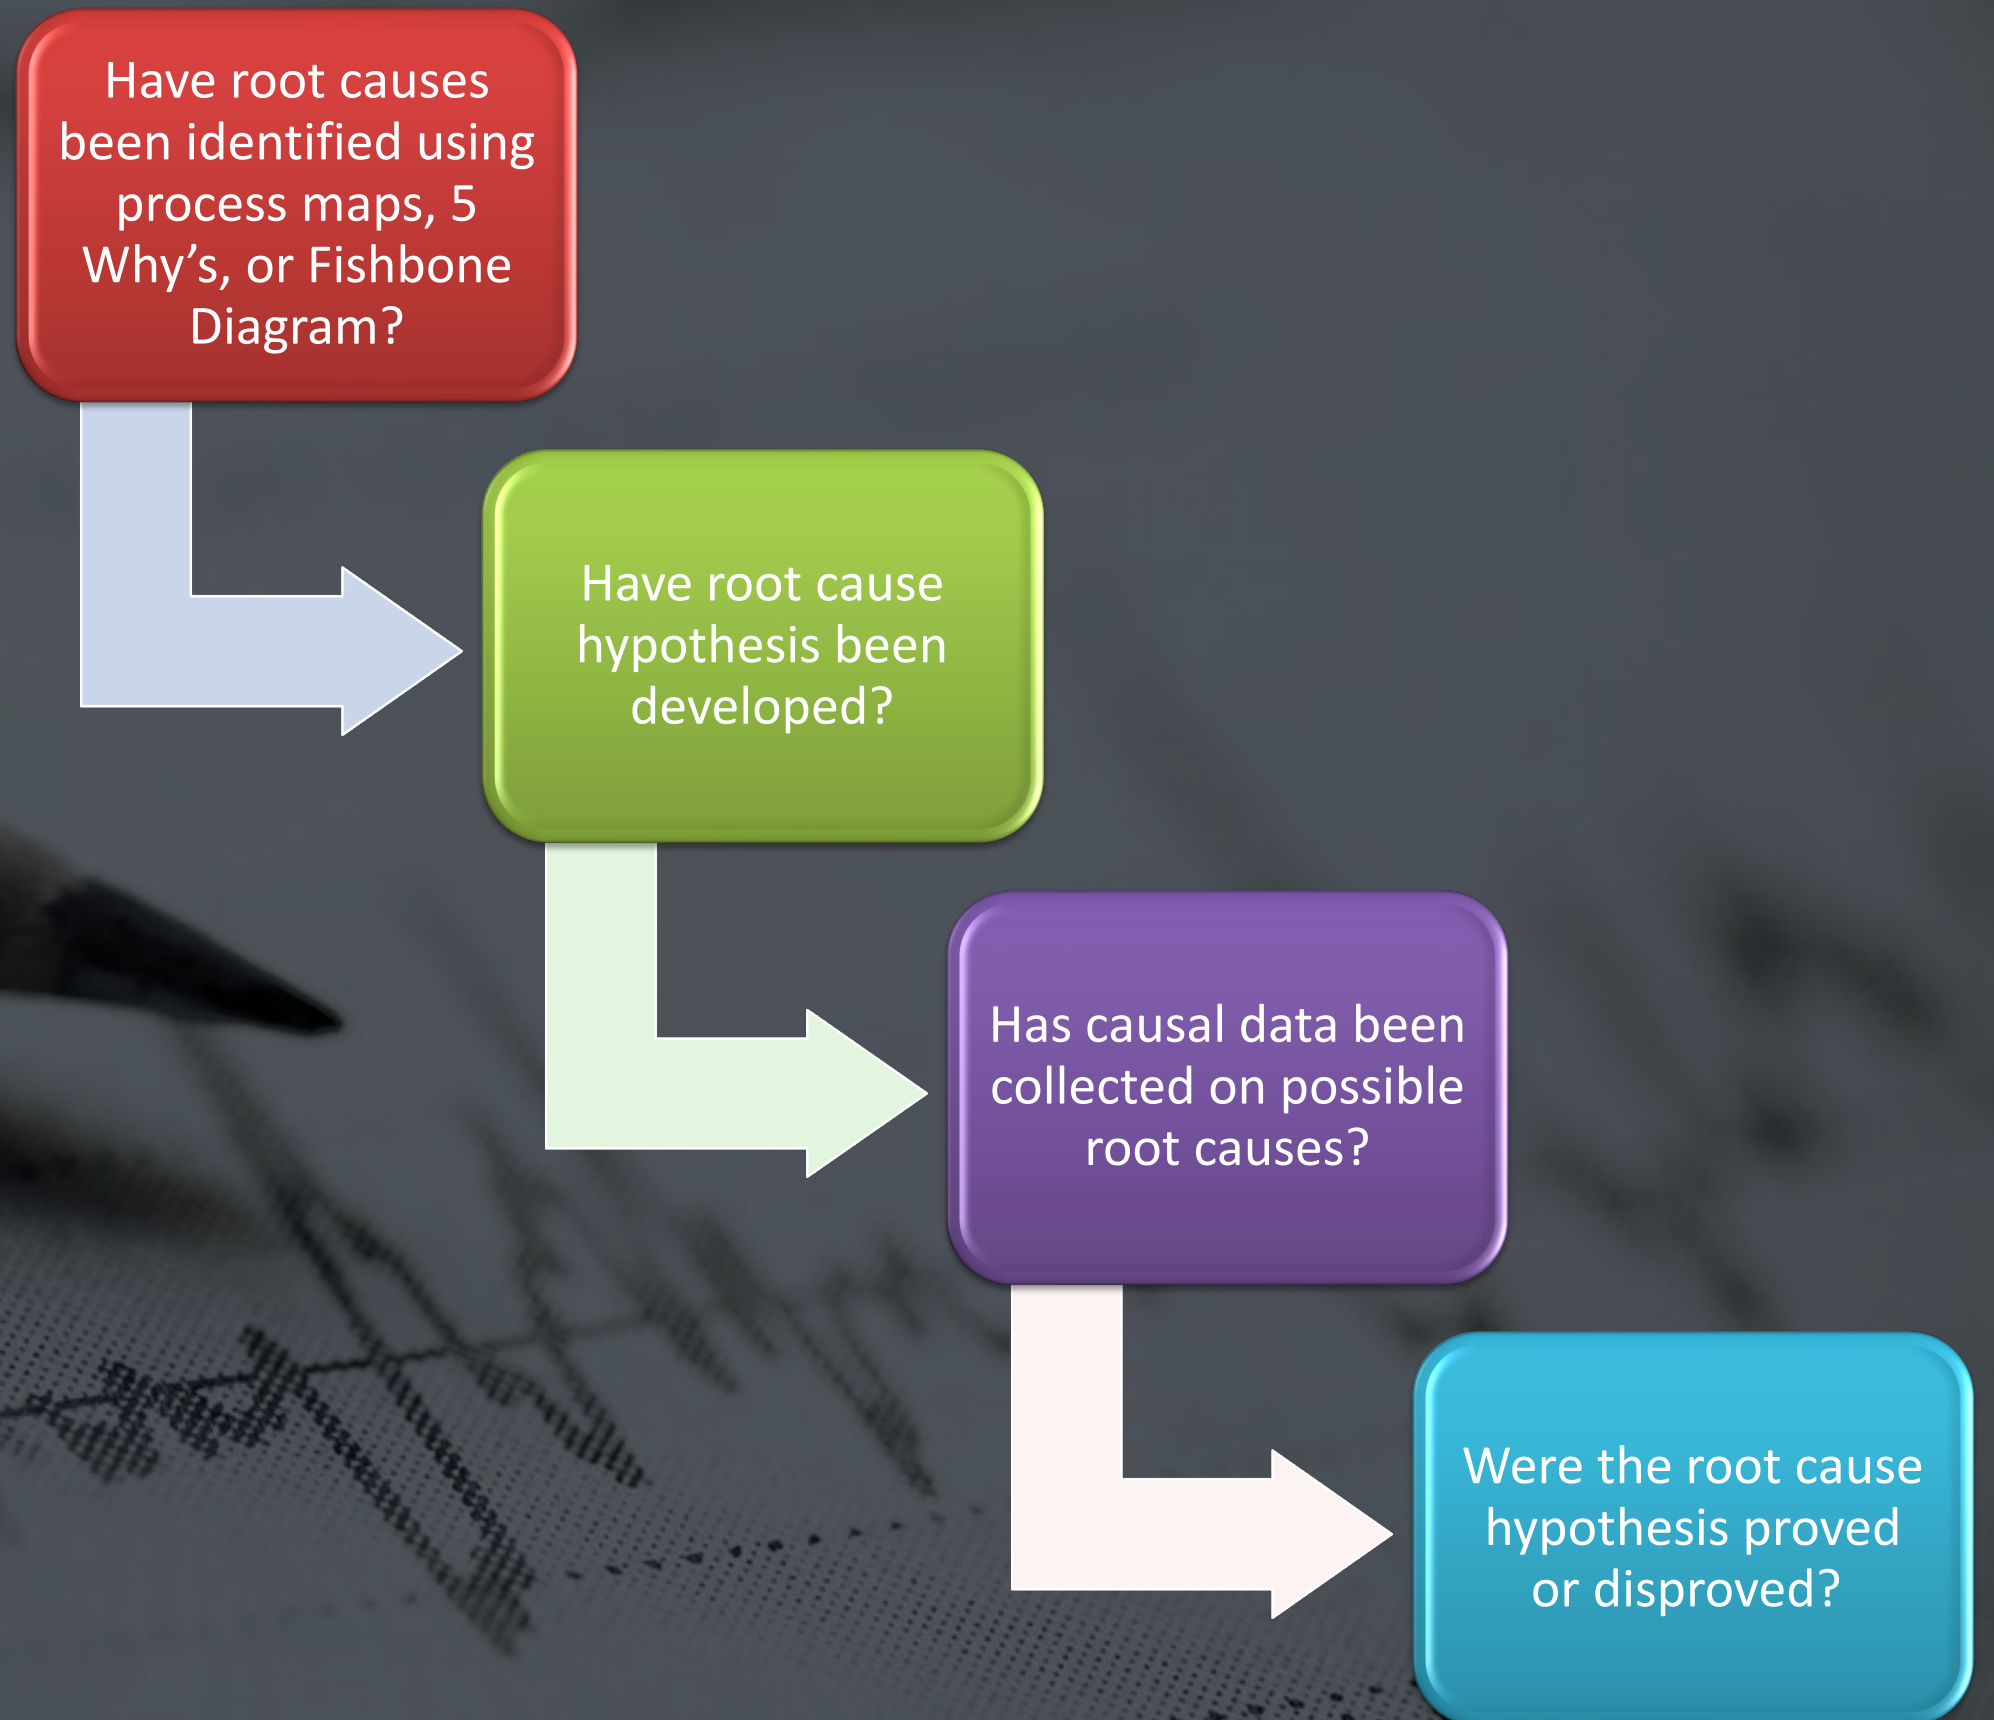 Have root causes
been identified using
process maps, 5
Why’s, or Fishbone
Diagram?
Have root cause
hypothesis been
developed?
Has causal data been
collected on possible
root causes?
Were the root cause
hypothesis proved
or disproved?